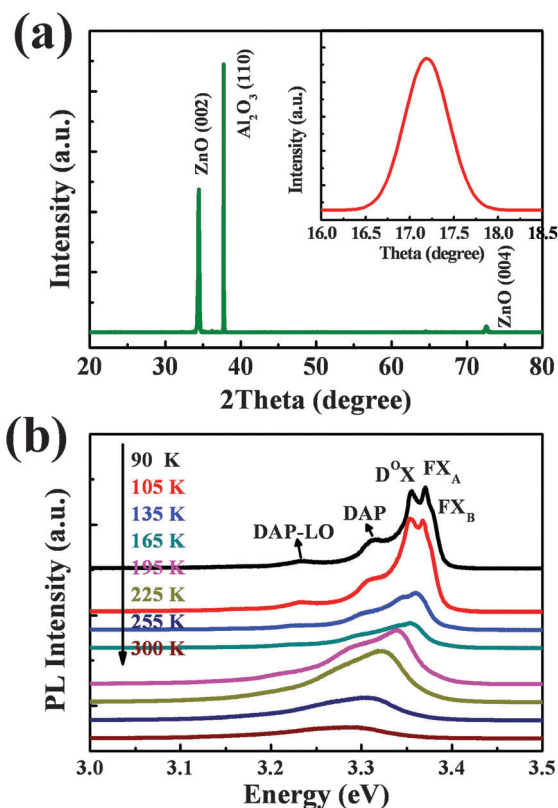 (a)
Intensity (a.u.)
ZnO (002)
Al₂O₃ (110)
ZnO (004)
20 30 40 50 60 70 80
2Theta (degree)
Intensity (a.u.)
16.0 16.5 17.0 17.5 18.0 18.5
Theta (degree)
(b)
PL Intensity (a.u.)
90 K
105 K
135 K
165 K
195 K
225 K
255 K
300 K
DAP-LO
DAP
D⁰X
FX_A
FX_B
3.0 3.1 3.2 3.3 3.4 3.5
Energy (eV)